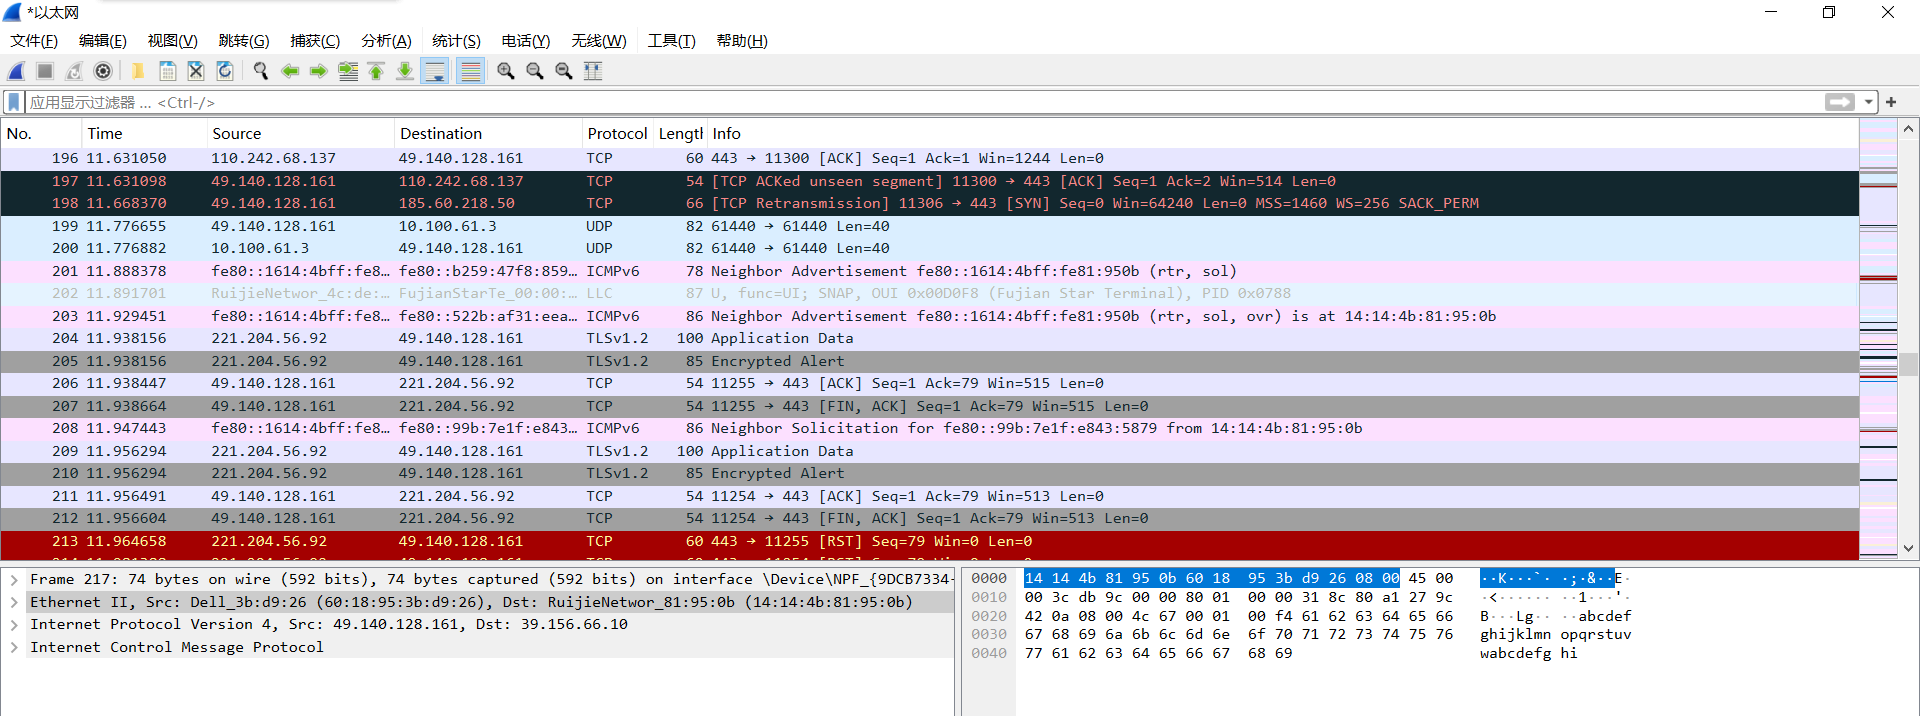 *以太网
文件(F) 编辑(E) 视图(V) 跳转(G) 捕获(C) 分析(A) 统计(S) 电话(Y) 无线(W) 工具(T) 帮助(H)
应用显示过滤器 … <Ctrl-/>
No. Time Source Destination Protocol Length Info
196 11.631050 110.242.68.137 49.140.128.161 TCP 60 443 → 11300 [ACK] Seq=1 Ack=1 Win=1244 Len=0
197 11.631098 49.140.128.161 110.242.68.137 TCP 54 [TCP ACKed unseen segment] 11300 → 443 [ACK] Seq=1 Ack=2 Win=514 Len=0
198 11.668370 49.140.128.161 185.60.218.50 TCP 66 [TCP Retransmission] 11306 → 443 [SYN] Seq=0 Win=64240 Len=0 MSS=1460 WS=256 SACK_PERM
199 11.776655 49.140.128.161 10.100.61.3 UDP 82 61440 → 61440 Len=40
200 11.776882 10.100.61.3 49.140.128.161 UDP 82 61440 → 61440 Len=40
201 11.888378 fe80::1614:4bff:fe8… fe80::b259:47f8:859… ICMPv6 78 Neighbor Advertisement fe80::1614:4bff:fe81:950b (rtr, sol)
202 11.891701 RuijieNetwor_4c:de:… FujianStarTe_00:00:… LLC 87 U, func=UI; SNAP, OUI 0x00D0F8 (Fujian Star Terminal), PID 0x0788
203 11.929451 fe80::1614:4bff:fe8… fe80::522b:af31:eea… ICMPv6 86 Neighbor Advertisement fe80::1614:4bff:fe81:950b (rtr, sol, ovr) is at 14:14:4b:81:95:0b
204 11.938156 221.204.56.92 49.140.128.161 TLSv1.2 100 Application Data
205 11.938156 221.204.56.92 49.140.128.161 TLSv1.2 85 Encrypted Alert
206 11.938447 49.140.128.161 221.204.56.92 TCP 54 11255 → 443 [ACK] Seq=1 Ack=79 Win=515 Len=0
207 11.938664 49.140.128.161 221.204.56.92 TCP 54 11255 → 443 [FIN, ACK] Seq=1 Ack=79 Win=515 Len=0
208 11.947443 fe80::1614:4bff:fe8… fe80::99b:7e1f:e843… ICMPv6 86 Neighbor Solicitation for fe80::99b:7e1f:e843:5879 from 14:14:4b:81:95:0b
209 11.956294 221.204.56.92 49.140.128.161 TLSv1.2 100 Application Data
210 11.956294 221.204.56.92 49.140.128.161 TLSv1.2 85 Encrypted Alert
211 11.956491 49.140.128.161 221.204.56.92 TCP 54 11254 → 443 [ACK] Seq=1 Ack=79 Win=513 Len=0
212 11.956604 49.140.128.161 221.204.56.92 TCP 54 11254 → 443 [FIN, ACK] Seq=1 Ack=79 Win=513 Len=0
213 11.964658 221.204.56.92 49.140.128.161 TCP 60 443 → 11255 [RST] Seq=79 Win=0 Len=0
Frame 217: 74 bytes on wire (592 bits), 74 bytes captured (592 bits) on interface \Device\NPF_{9DCB7334-
Ethernet II, Src: Dell_3b:d9:26 (60:18:95:3b:d9:26), Dst: RuijieNetwor_81:95:0b (14:14:4b:81:95:0b)
Internet Protocol Version 4, Src: 49.140.128.161, Dst: 39.156.66.10
Internet Control Message Protocol
0000 14 14 4b 81 95 0b 60 18 95 3b d9 26 08 00 45 00 ··K···`· ·;·&··E·
0010 00 3c db 9c 00 00 80 01 00 00 31 8c 80 a1 27 9c ·<······ ··1···'·
0020 42 0a 08 00 4c 67 00 01 00 f4 61 62 63 64 65 66 B···Lg·· ··abcdef
0030 67 68 69 6a 6b 6c 6d 6e 6f 70 71 72 73 74 75 76 ghijklmn opqrstuv
0040 77 61 62 63 64 65 66 67 68 69 wabcdefg hi